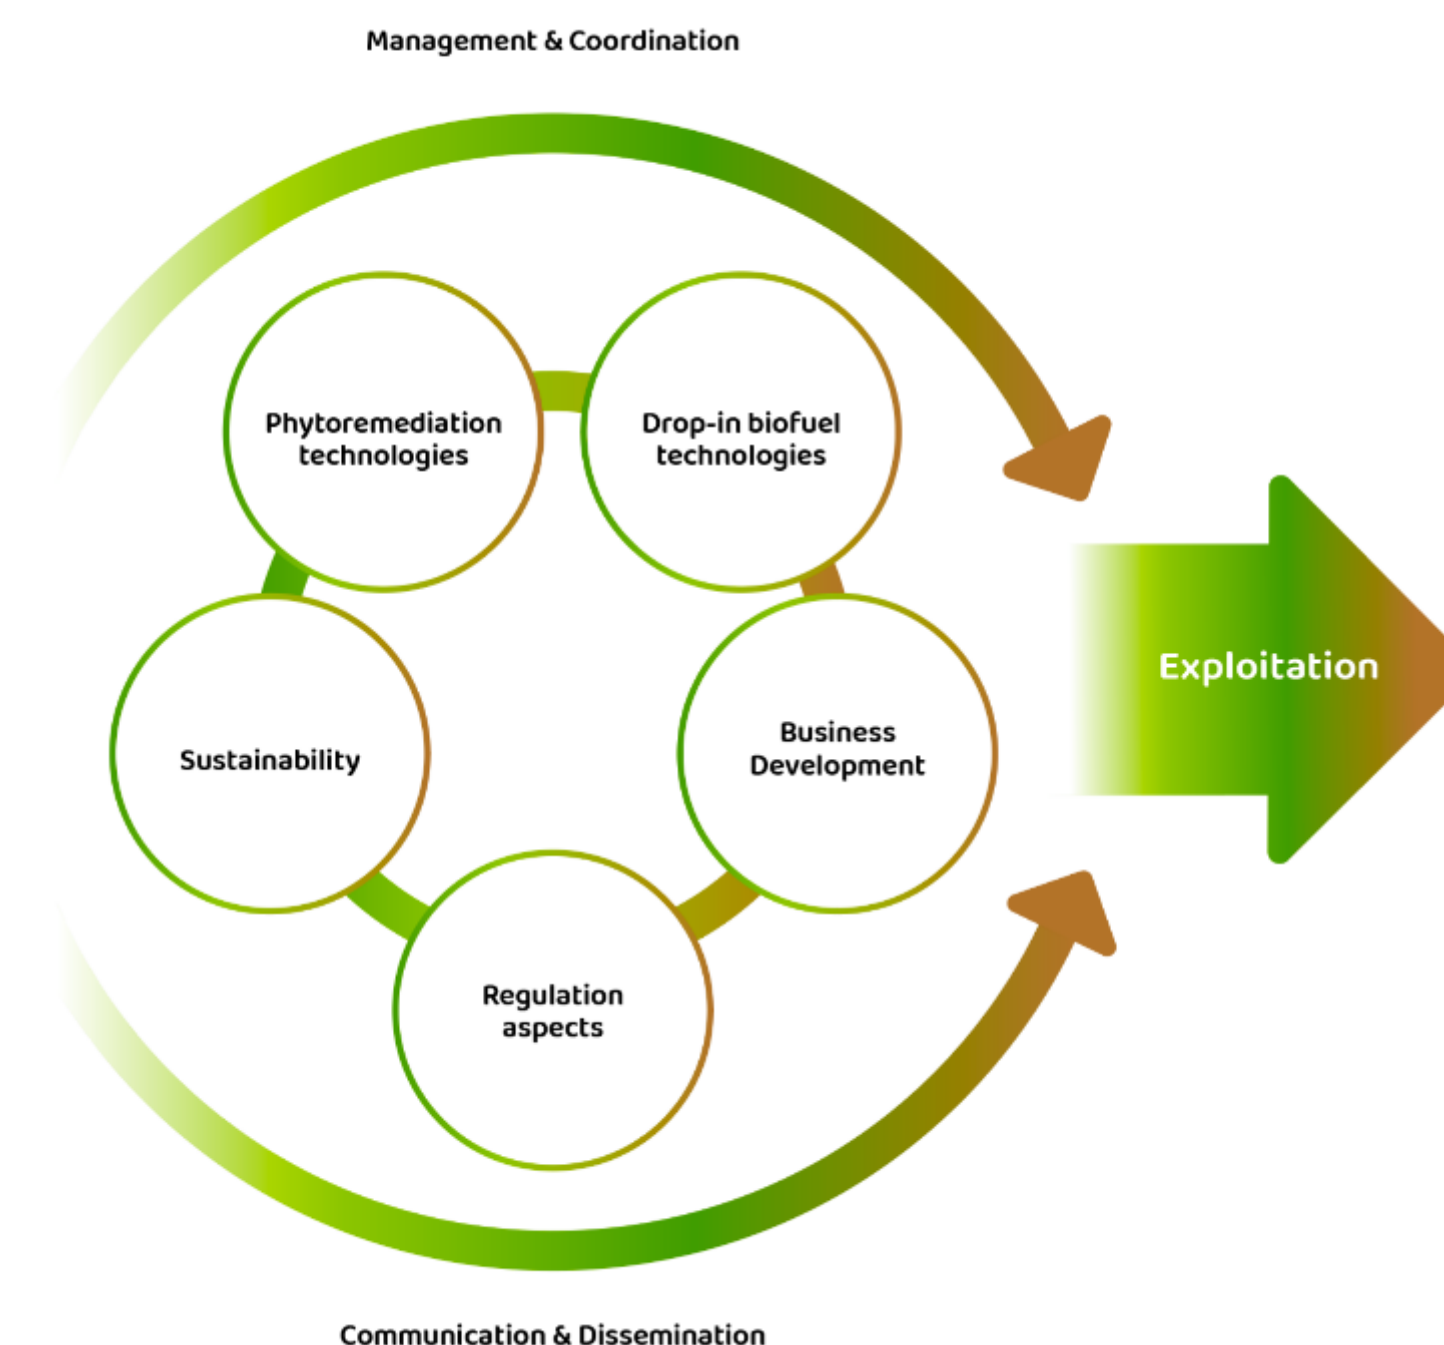 Management & Coordination
Phytoremediation
technologies
Drop-in biofuel
technologies
Exploitation
Sustainability
Business
Development
Regulation
aspects
Communication & Dissemination